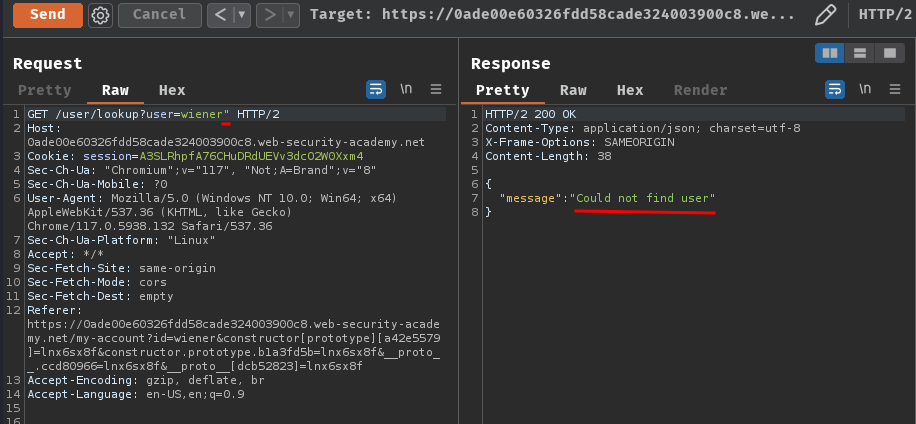 Send Cancel < ▾ > ▾ Target: https://0ade00e60326fdd58cade324003900c8.we... HTTP/2
Request
Pretty Raw Hex \n
1 GET /user/lookup?user=wiener" HTTP/2
2 Host:
0ade00e60326fdd58cade324003900c8.web-security-academy.net
3 Cookie: session=A3SLRhpfA76CHuDRdUEVv3dcO2W0Xxm4
4 Sec-Ch-Ua: "Chromium";v="117", "Not;A=Brand";v="8"
5 Sec-Ch-Ua-Mobile: ?0
6 User-Agent: Mozilla/5.0 (Windows NT 10.0; Win64; x64)
AppleWebKit/537.36 (KHTML, like Gecko)
Chrome/117.0.5938.132 Safari/537.36
7 Sec-Ch-Ua-Platform: "Linux"
8 Accept: */*
9 Sec-Fetch-Site: same-origin
10 Sec-Fetch-Mode: cors
11 Sec-Fetch-Dest: empty
12 Referer:
https://0ade00e60326fdd58cade324003900c8.web-security-acade
my.net/my-account?id=wiener&constructor[prototype][a42e5579
]=lnx6sx8f&constructor.prototype.b1a3fd5b=lnx6sx8f&__proto_
_.ccd80966=lnx6sx8f&__proto__[dcb52823]=lnx6sx8f
13 Accept-Encoding: gzip, deflate, br
14 Accept-Language: en-US,en;q=0.9
15
16
Response
Pretty Raw Hex Render \n
1 HTTP/2 200 OK
2 Content-Type: application/json; charset=utf-8
3 X-Frame-Options: SAMEORIGIN
4 Content-Length: 38
5
6 {
7 "message":"Could not find user"
8 }